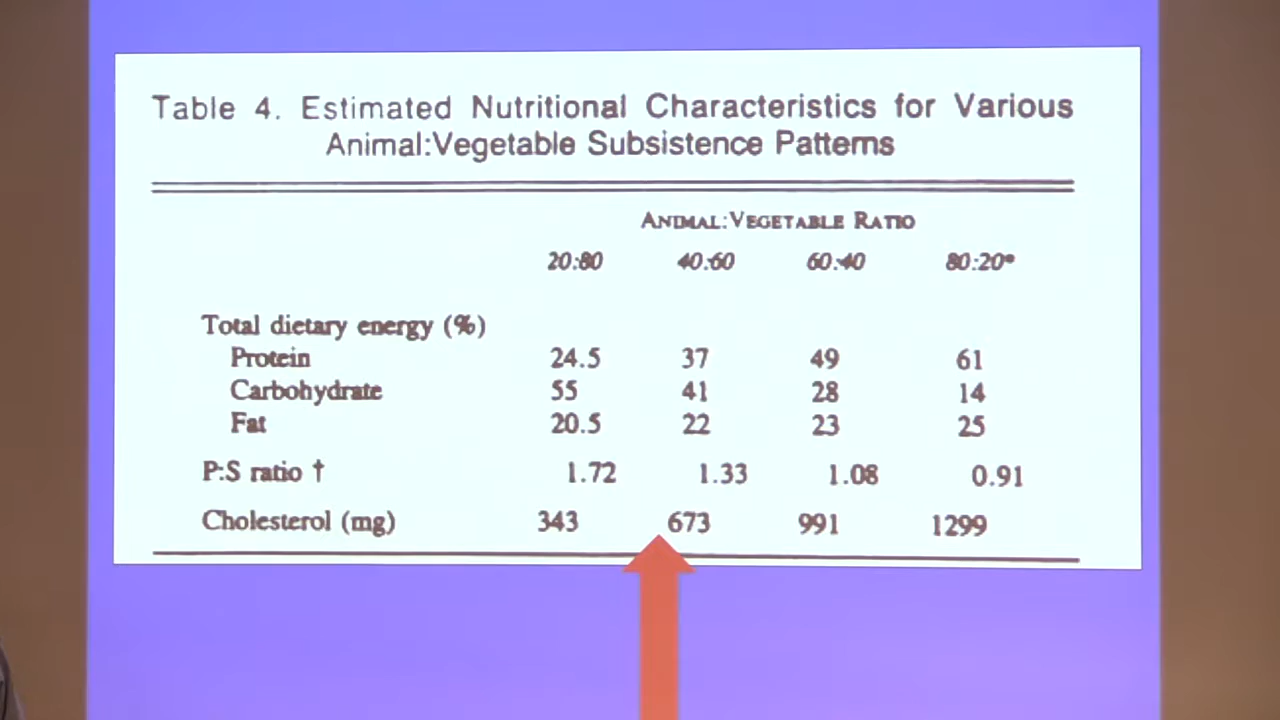 Table 4. Estimated Nutritional Characteristics for Various
Animal:Vegetable Subsistence Patterns
ANIMAL:VEGETABLE RATIO
20:80 40:60 60:40 80:20*
Total dietary energy (%)
Protein 24.5 37 49 61
Carbohydrate 55 41 28 14
Fat 20.5 22 23 25
P:S ratio † 1.72 1.33 1.08 0.91
Cholesterol (mg) 343 673 991 1299